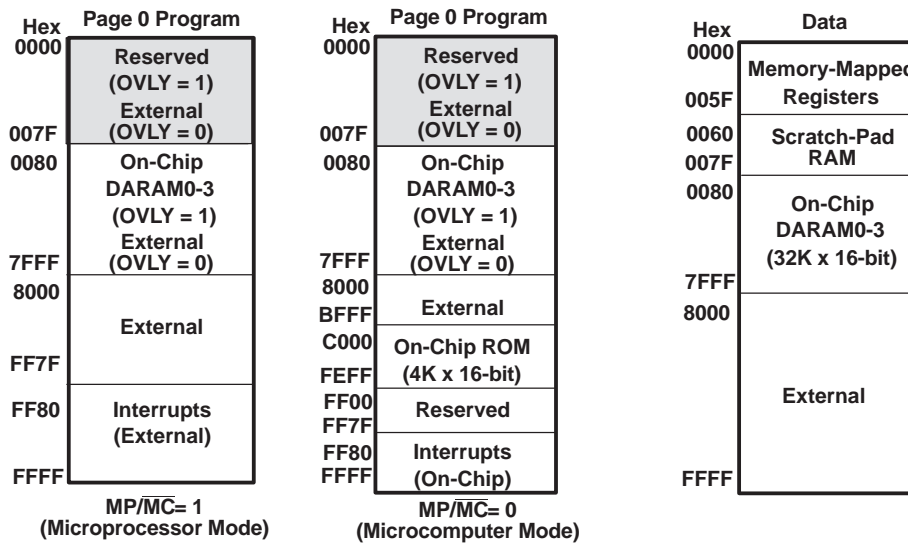 Page 0 Program
Hex
0000
Reserved
(OVLY = 1)
External
(OVLY = 0)
007F
0080
On-Chip
DARAM0-3
(OVLY = 1)
External
(OVLY = 0)
7FFF
8000
External
FF7F
FF80
Interrupts
(External)
FFFF
MP/MC= 1
(Microprocessor Mode)
Page 0 Program
Hex
0000
Reserved
(OVLY = 1)
External
(OVLY = 0)
007F
0080
On-Chip
DARAM0-3
(OVLY = 1)
External
(OVLY = 0)
7FFF
8000
External
BFFF
C000
On-Chip ROM
(4K x 16-bit)
FEFF
FF00
Reserved
FF7F
FF80
Interrupts
(On-Chip)
FFFF
MP/MC= 0
(Microcomputer Mode)
Data
Hex
0000
Memory-Mapped
Registers
005F
0060
Scratch-Pad
RAM
007F
0080
On-Chip
DARAM0-3
(32K x 16-bit)
7FFF
8000
External
FFFF